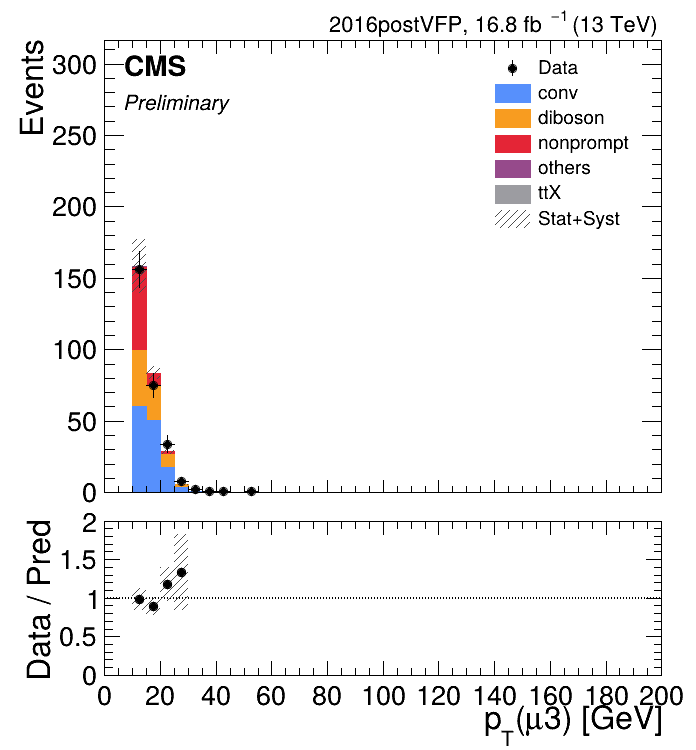 2016postVFP, 16.8 fb⁻¹ (13 TeV)
CMS
Preliminary
Events
300
250
200
150
100
50
0
Data
conv
diboson
nonprompt
others
ttX
Stat+Syst
Data / Pred
2
1.5
1
0.5
0
0 20 40 60 80 100 120 140 160 180 200
p_T(μ3) [GeV]